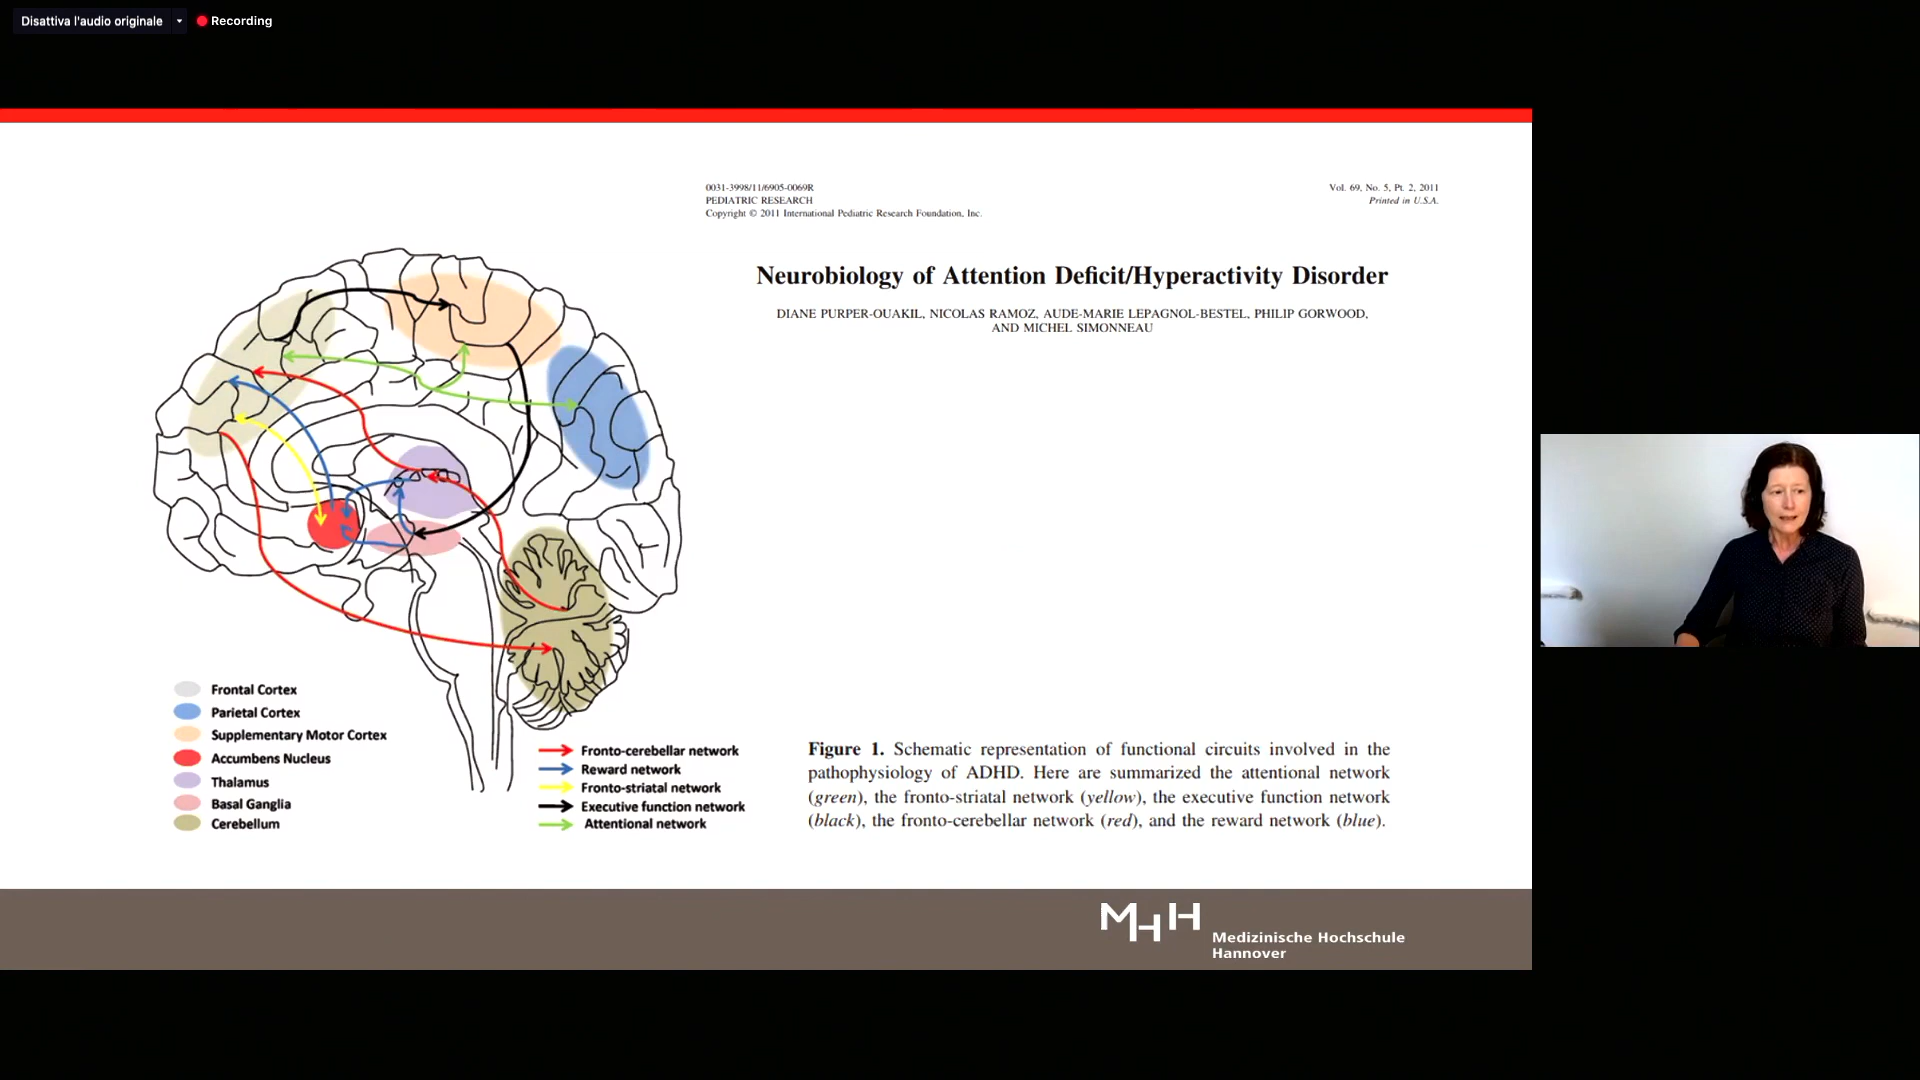 Disattiva l'audio originale
Recording
0031-3998/11/6905-0069R
PEDIATRIC RESEARCH
Copyright © 2011 International Pediatric Research Foundation, Inc.
Vol. 69, No. 5, Pt. 2, 2011
Printed in U.S.A.
Neurobiology of Attention Deficit/Hyperactivity Disorder
DIANE PURPER-OUAKIL, NICOLAS RAMOZ, AUDE-MARIE LEPAGNOL-BESTEL, PHILIP GORWOOD,
AND MICHEL SIMONNEAU
Frontal Cortex
Parietal Cortex
Supplementary Motor Cortex
Accumbens Nucleus
Thalamus
Basal Ganglia
Cerebellum
Fronto-cerebellar network
Reward network
Fronto-striatal network
Executive function network
Attentional network
Figure 1. Schematic representation of functional circuits involved in the
pathophysiology of ADHD. Here are summarized the attentional network
(green), the fronto-striatal network (yellow), the executive function network
(black), the fronto-cerebellar network (red), and the reward network (blue).
MHH
Medizinische Hochschule
Hannover